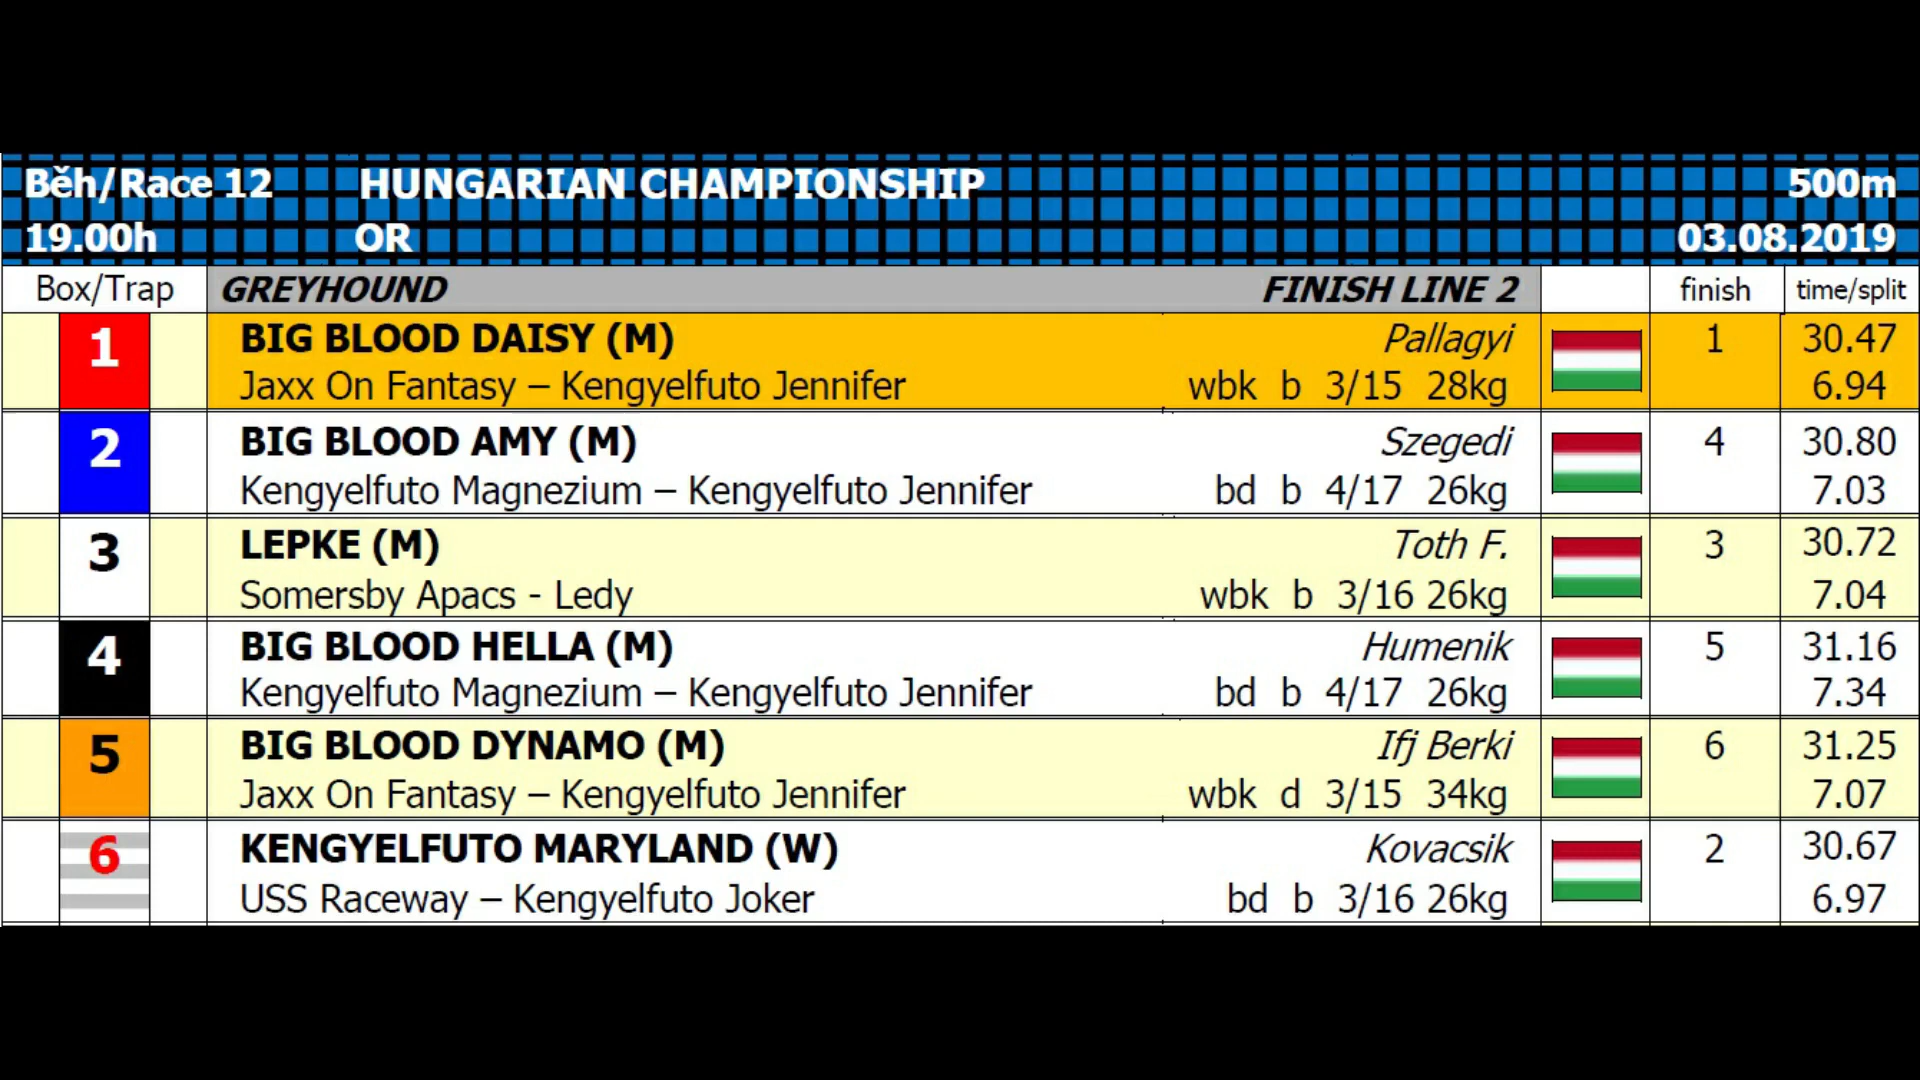 Běh/Race 12 HUNGARIAN CHAMPIONSHIP 500m
19.00h OR 03.08.2019
Box/Trap GREYHOUND FINISH LINE 2 finish time/split
1 BIG BLOOD DAISY (M) Pallagyi 1 30.47
Jaxx On Fantasy – Kengyelfuto Jennifer wbk b 3/15 28kg 6.94
2 BIG BLOOD AMY (M) Szegedi 4 30.80
Kengyelfuto Magnezium – Kengyelfuto Jennifer bd b 4/17 26kg 7.03
3 LEPKE (M) Toth F. 3 30.72
Somersby Apacs - Ledy wbk b 3/16 26kg 7.04
4 BIG BLOOD HELLA (M) Humenik 5 31.16
Kengyelfuto Magnezium – Kengyelfuto Jennifer bd b 4/17 26kg 7.34
5 BIG BLOOD DYNAMO (M) Ifj Berki 6 31.25
Jaxx On Fantasy – Kengyelfuto Jennifer wbk d 3/15 34kg 7.07
6 KENGYELFUTO MARYLAND (W) Kovacsik 2 30.67
USS Raceway – Kengyelfuto Joker bd b 3/16 26kg 6.97